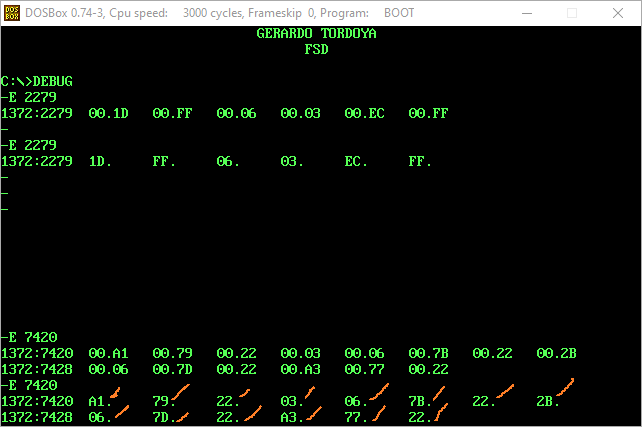 DOSBox 0.74-3, Cpu speed: 3000 cycles, Frameskip 0, Program: BOOT
GERARDO TORDOYA
FSD
C:\>DEBUG
-E 2279
1372:2279 00.1D 00.FF 00.06 00.03 00.EC 00.FF
-
-E 2279
1372:2279 1D. FF. 06. 03. EC. FF.
-
-
-
-E 7420
1372:7420 00.A1 00.79 00.22 00.03 00.06 00.7B 00.22 00.2B
1372:7428 00.06 00.7D 00.22 00.A3 00.77 00.22
-E 7420
1372:7420 A1. 79. 22. 03. 06. 7B. 22. 2B.
1372:7428 06. 7D. 22. A3. 77. 22.